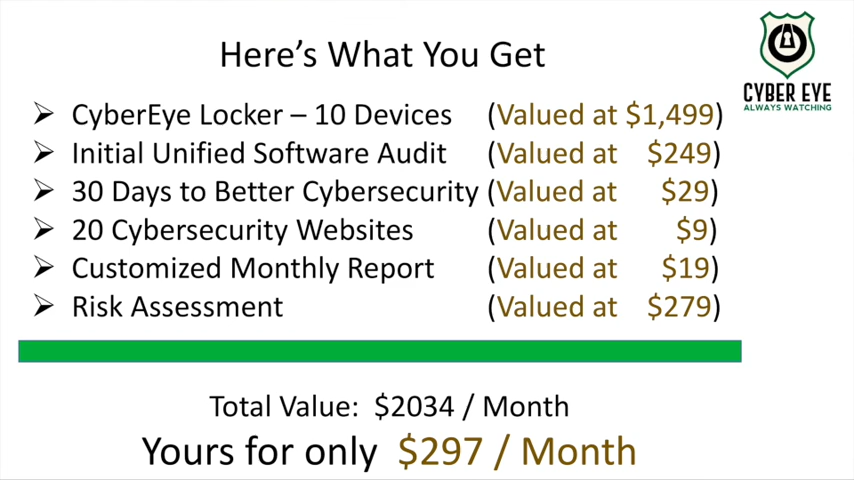 Here's What You Get
CYBER EYE
ALWAYS WATCHING
CyberEye Locker – 10 Devices (Valued at $1,499)
Initial Unified Software Audit (Valued at $249)
30 Days to Better Cybersecurity (Valued at $29)
20 Cybersecurity Websites (Valued at $9)
Customized Monthly Report (Valued at $19)
Risk Assessment (Valued at $279)
Total Value: $2034 / Month
Yours for only $297 / Month